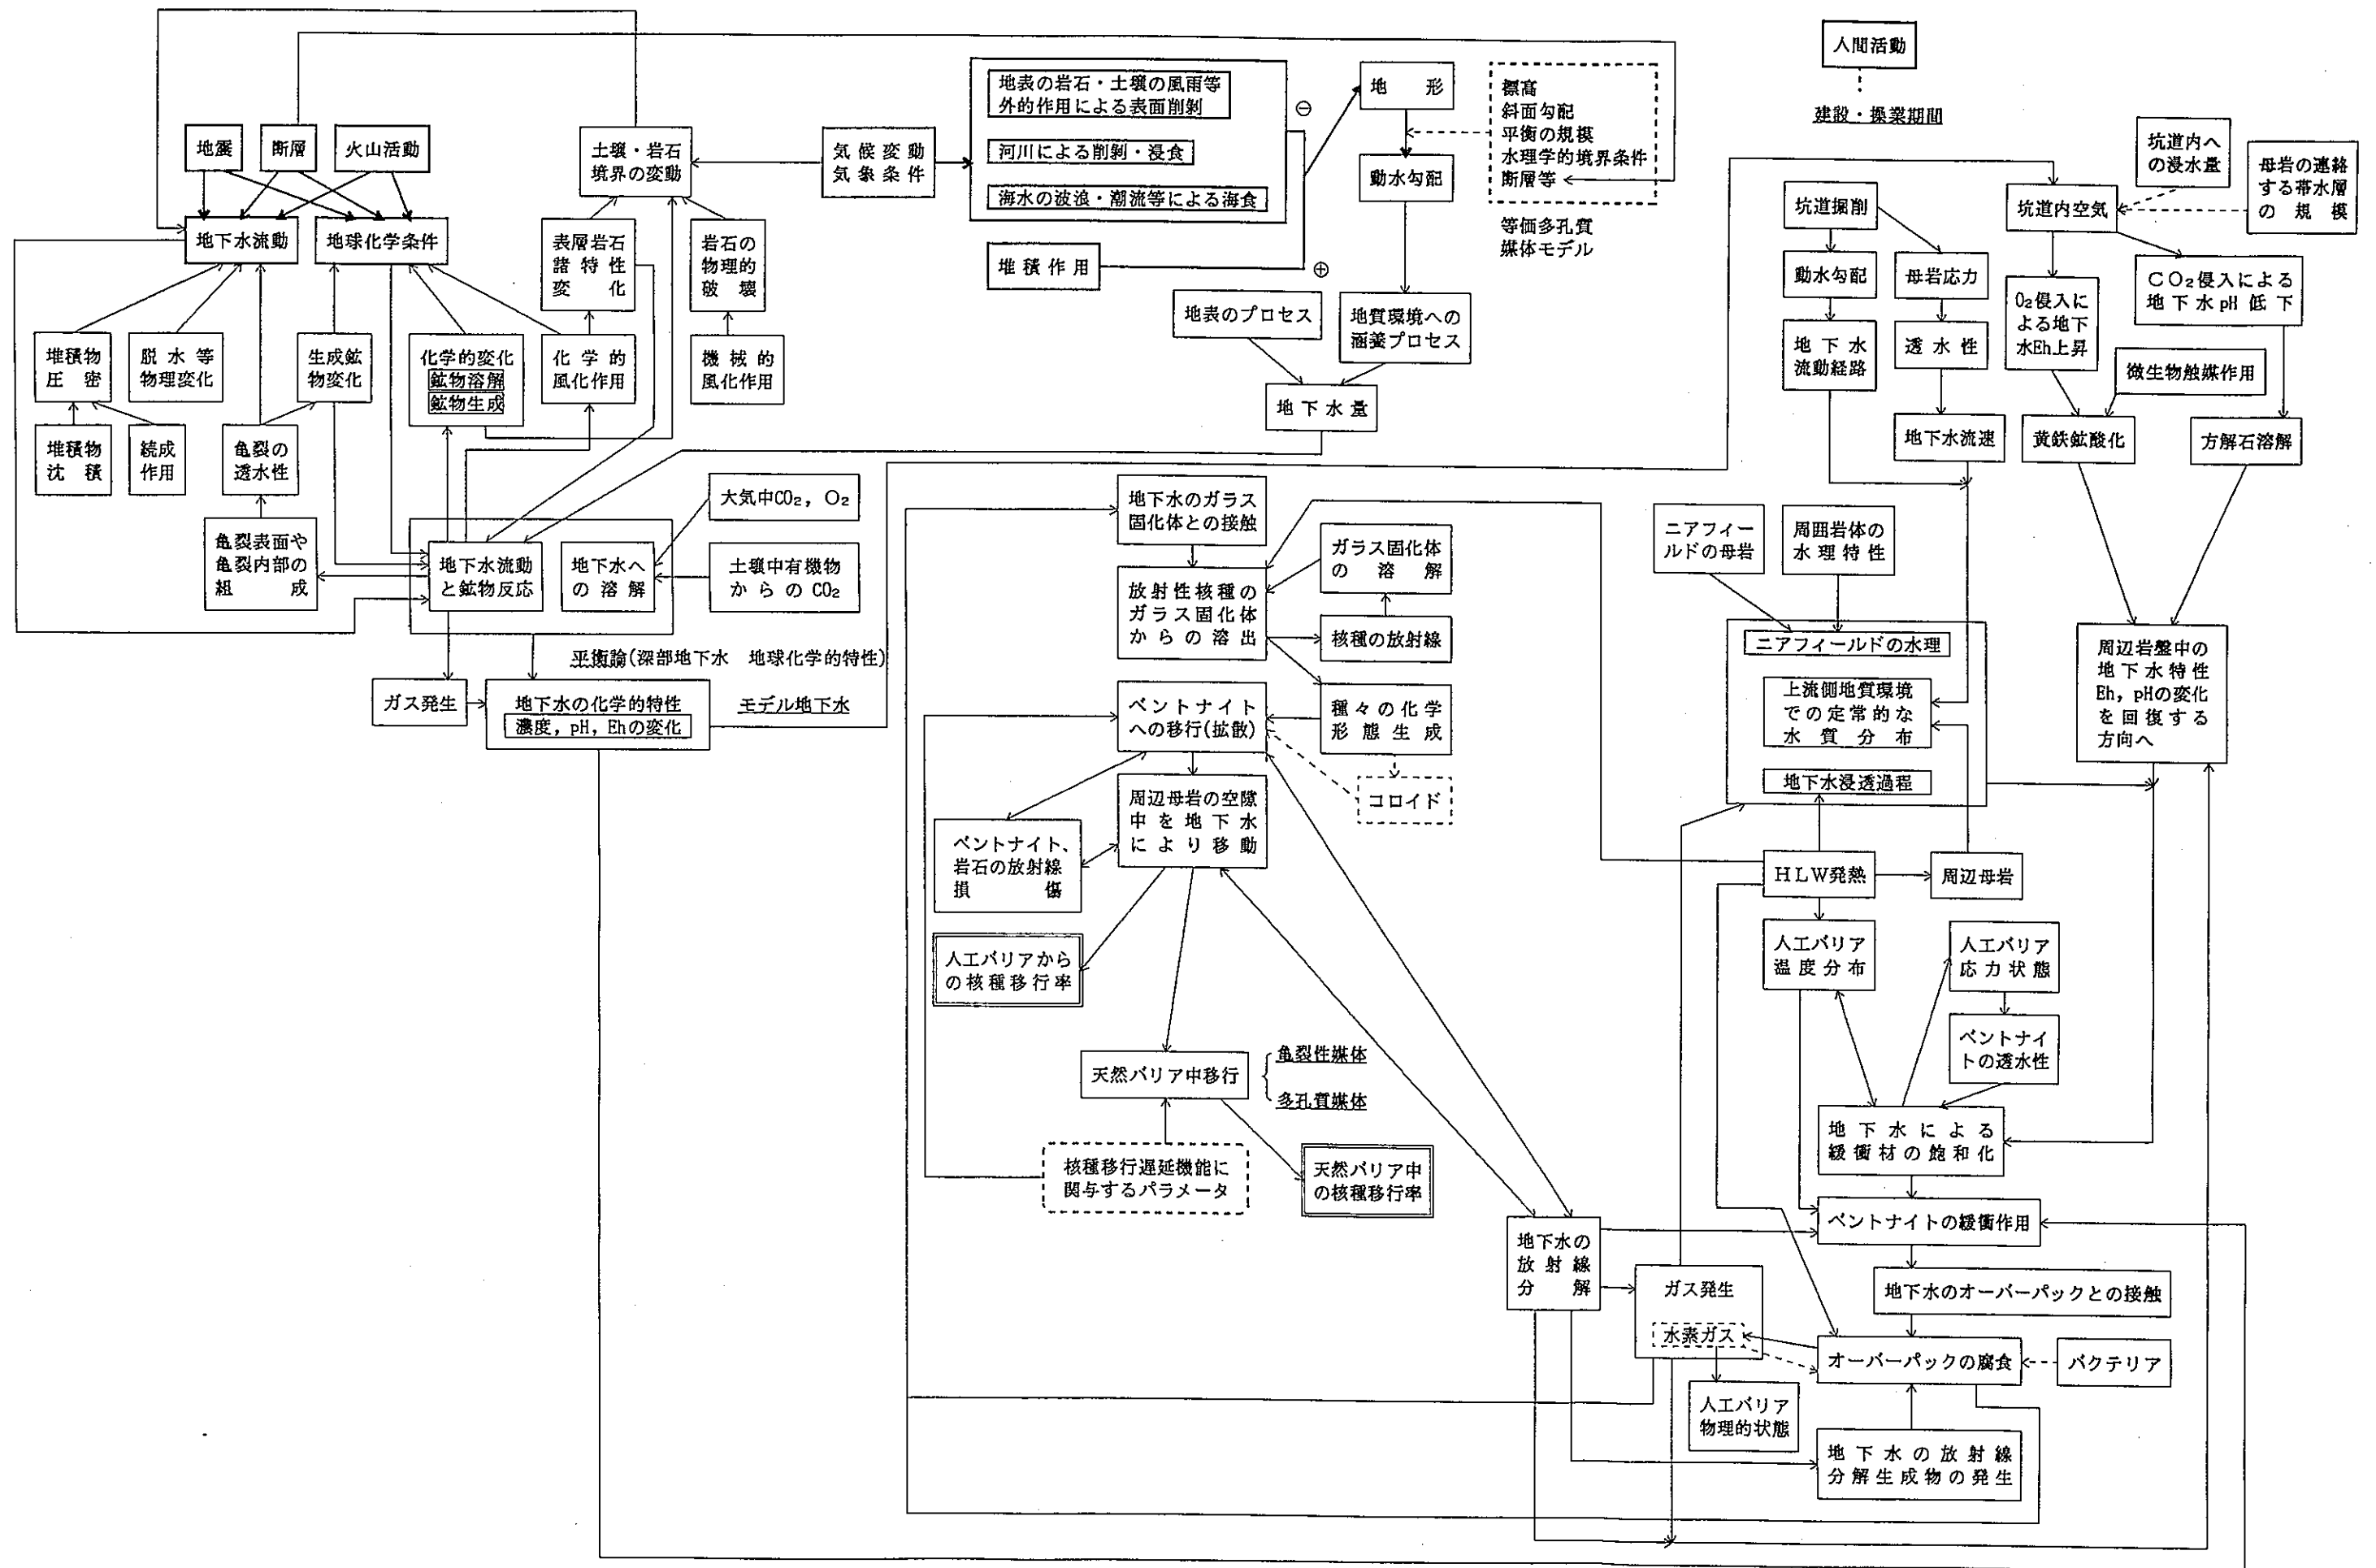 人間活動
建設・操業期間
地震
断層
火山活動
地下水流動
地球化学条件
土壌・岩石
境界の変動
気候変動
気象条件
地表の岩石・土壌の風雨等
外的作用による表面削剝
河川による削剝・浸食
海水の波浪・潮流等による海食
堆積作用
⊖
⊕
地形
動水勾配
標高
斜面勾配
平衡の規模
水理学的境界条件
断層等
等価多孔質
媒体モデル
表層岩石
諸特性
変化
岩石の
物理的
破壊
堆積物
圧密
脱水等
物理変化
生成鉱
物変化
化学的変化
鉱物溶解
鉱物生成
化学的
風化作用
機械的
風化作用
堆積物
沈積
続成
作用
亀裂の
透水性
亀裂表面や
亀裂内部の
組成
地下水流動
と鉱物反応
地下水へ
の溶解
大気中CO₂, O₂
土壌中有機物
からのCO₂
平衡論(深部地下水 地球化学的特性)
ガス発生
地下水の化学的特性
濃度, pH, Ehの変化
モデル地下水
地表のプロセス
地質環境への
涵養プロセス
地下水量
坑道掘削
動水勾配
母岩応力
地下水
流動経路
透水性
地下水流速
坑道内へ
の浸水量
母岩の連絡
する帯水層
の規模
坑道内空気
O₂侵入に
よる地下
水Eh上昇
CO₂侵入による
地下水pH低下
微生物触媒作用
黄鉄鉱酸化
方解石溶解
地下水のガラス
固化体との接触
放射性核種の
ガラス固化体
からの溶出
ガラス固化体
の溶解
核種の放射線
ベントナイト
への移行(拡散)
種々の化学
形態生成
コロイド
周辺母岩の空隙
中を地下水
により移動
ベントナイト、
岩石の放射線
損傷
人工バリアから
の核種移行率
天然バリア中移行
亀裂性媒体
多孔質媒体
核種移行遅延機能に
関与するパラメータ
天然バリア中
の核種移行率
ニアフィー
ルドの母岩
周囲岩体の
水理特性
ニアフィールドの水理
上流側地質環境
での定常的な
水質分布
地下水浸透過程
周辺岩盤中の
地下水特性
Eh, pHの変化
を回復する
方向へ
HLW発熱
周辺母岩
人工バリア
温度分布
人工バリア
応力状態
ベントナイ
トの透水性
地下水による
緩衝材の飽和化
ベントナイトの緩衝作用
地下水のオーバーパックとの接触
オーバーパックの腐食
バクテリア
地下水の放射線
分解生成物の発生
地下水の
放射線
分解
ガス発生
水素ガス
人工バリア
物理的状態